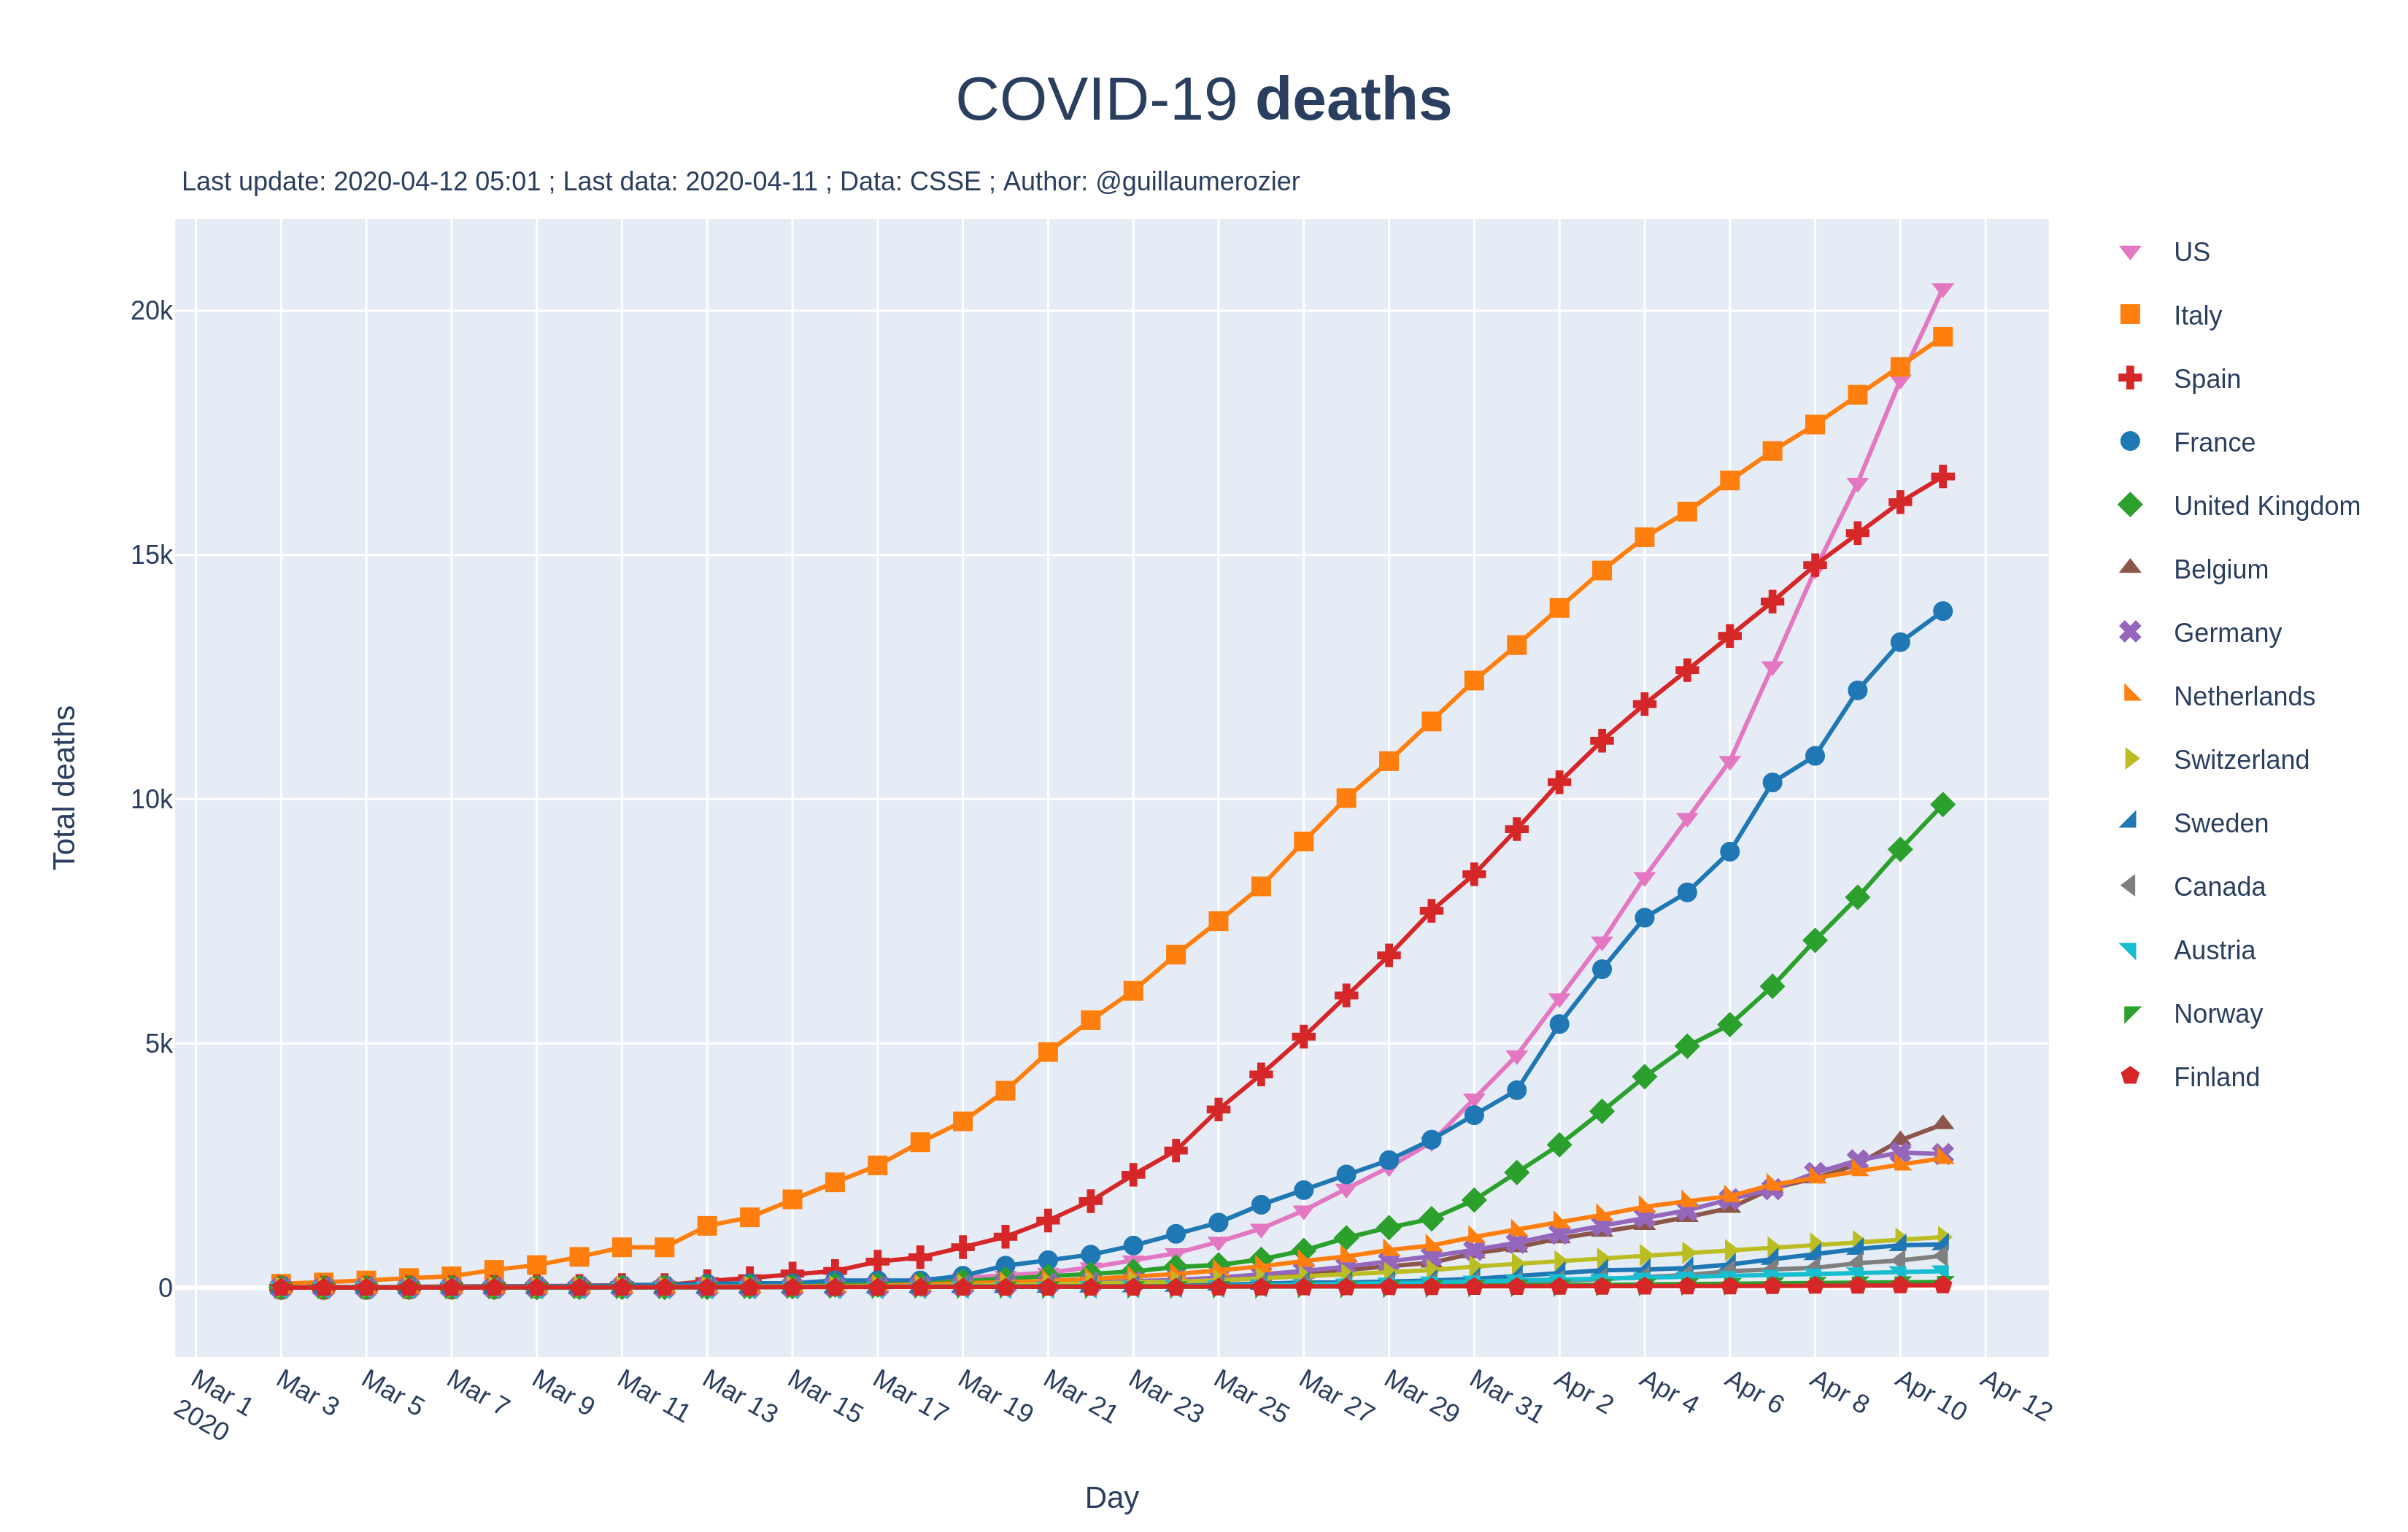 COVID-19 deaths
Last update: 2020-04-12 05:01 ; Last data: 2020-04-11 ; Data: CSSE ; Author: @guillaumerozier
20k
15k
10k
5k
0
Total deaths
Mar 1
2020
Mar 3
Mar 5
Mar 7
Mar 9
Mar 11
Mar 13
Mar 15
Mar 17
Mar 19
Mar 21
Mar 23
Mar 25
Mar 27
Mar 29
Mar 31
Apr 2
Apr 4
Apr 6
Apr 8
Apr 10
Apr 12
Day
US
Italy
Spain
France
United Kingdom
Belgium
Germany
Netherlands
Switzerland
Sweden
Canada
Austria
Norway
Finland